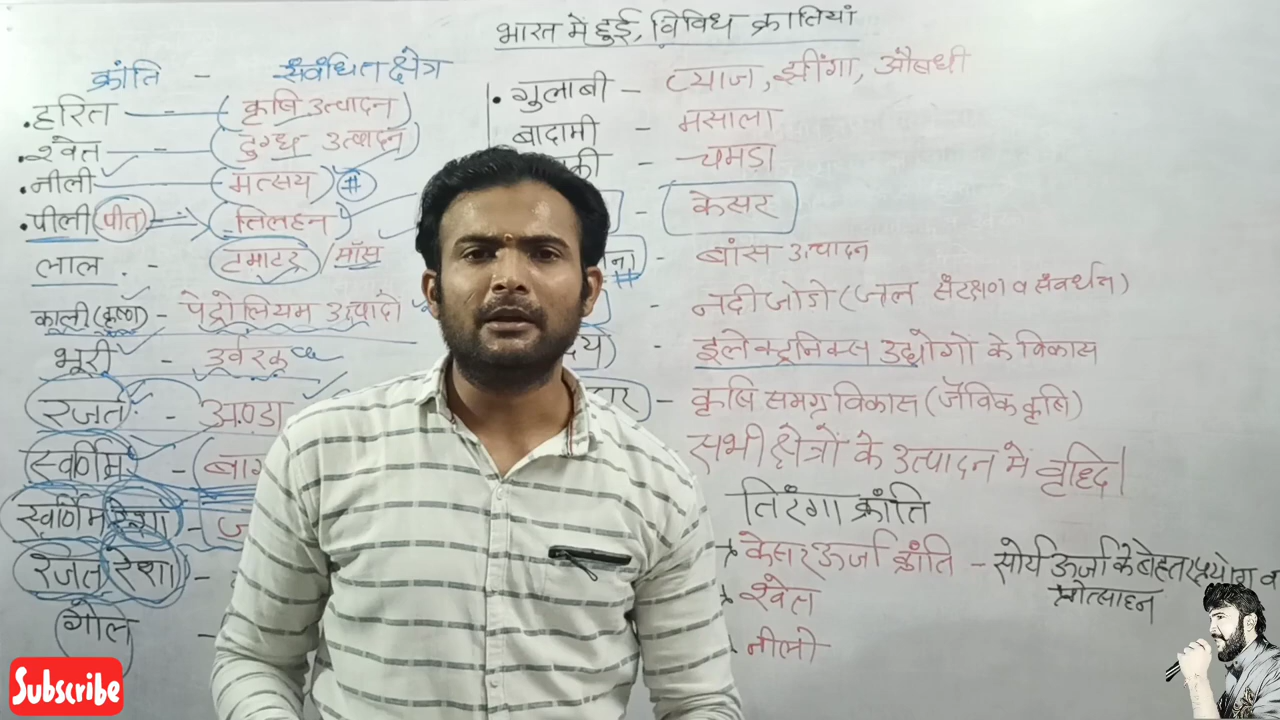 भारत में हुई, विविध क्रातियां
क्रांति - संवंधित क्षेत्र
.हरित - कृषि उत्पादन
.श्वेत - दुग्ध उत्पादन
.नीली - मत्सय #
.पीली (पीत) तिलहन
लाल . - टमाटर / मॉस
काली (कृष्ण) - पेट्रोलियम उत्पादो
भूरी - उर्वरक
रजत - अण्डा
स्वर्णिम -
स्वर्णिम रेशा -
रजत रेशा -
गोल -
. गुलाबी - प्याज, झींगा, औषधी
बादामी - मसाला
- चमड़ा
- केसर
- बांस उत्पादन
#
- नदी जोड़ो (जल संरक्षण व संवर्धन)
- इलेक्ट्रनिक्स उद्योगों के विकास
- कृषि समग्र विकास (जैविक कृषि)
सभी क्षेत्रों के उत्पादन में वृद्धि।
तिरंगा क्रांति
केसर ऊर्जा क्रांति - सोर्य ऊर्जा के बेहतर प्रयोग व
प्रोत्साहन
श्वेत
नीली
Subscribe